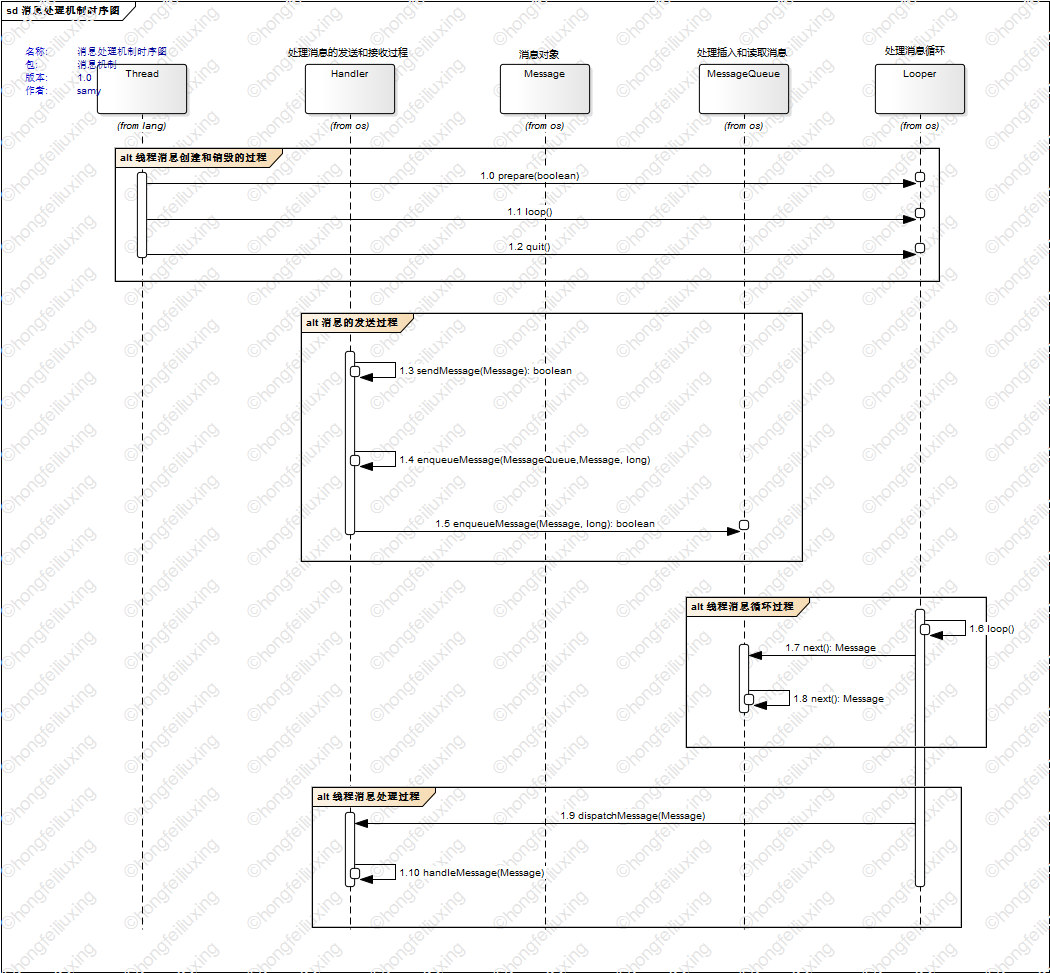 sd 消息处理机制时序图
名称: 消息处理机制时序图
包: 消息机制
版本: 1.0
作者: samy
处理消息的发送和接收过程
消息对象
处理插入和读取消息
处理消息循环
Thread
Handler
Message
MessageQueue
Looper
(from lang)
(from os)
(from os)
(from os)
(from os)
alt 线程消息创建和销毁的过程
1.0 prepare(boolean)
1.1 loop()
1.2 quit()
alt 消息的发送过程
1.3 sendMessage(Message): boolean
1.4 enqueueMessage(MessageQueue,Message, long)
1.5 enqueueMessage(Message, long): boolean
alt 线程消息循环过程
1.6 loop()
1.7 next(): Message
1.8 next(): Message
alt 线程消息处理过程
1.9 dispatchMessage(Message)
1.10 handleMessage(Message)
©hongfeiliuxing